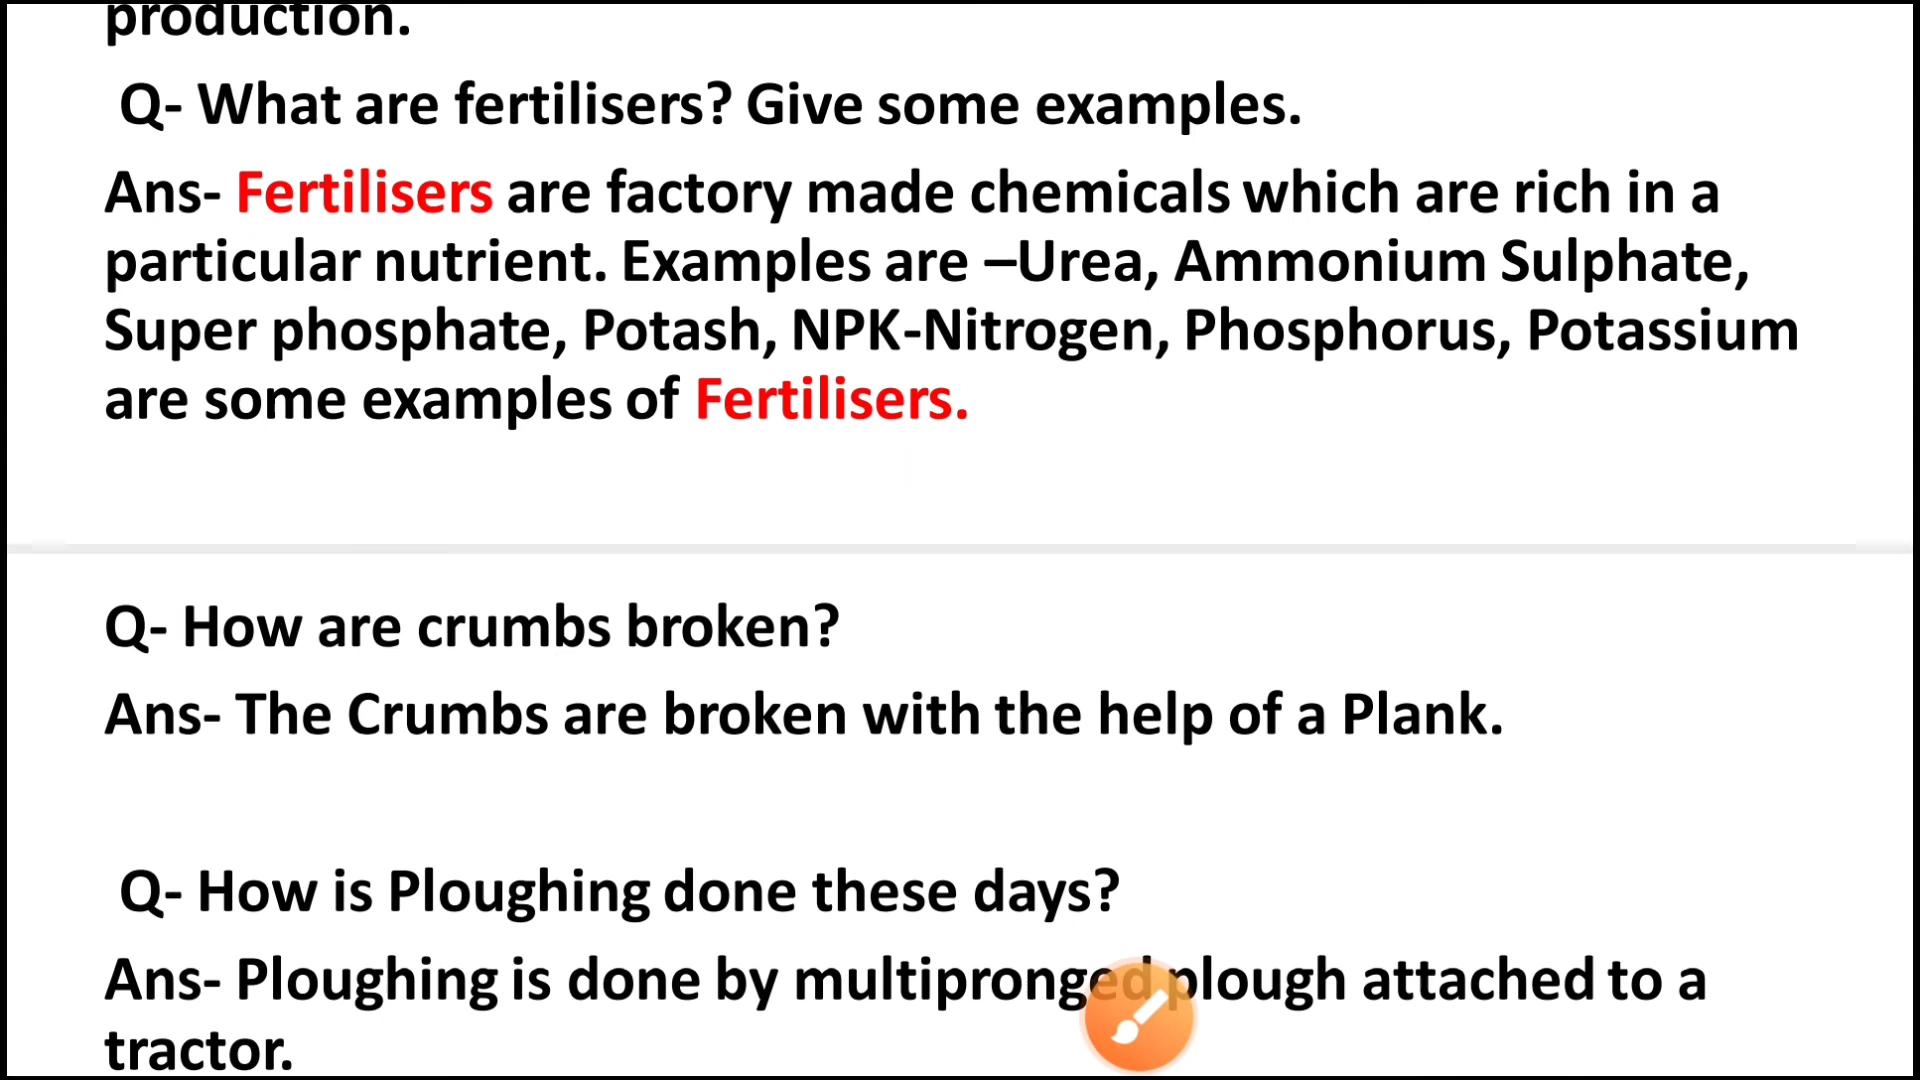 production.
Q- What are fertilisers? Give some examples.
Ans- Fertilisers are factory made chemicals which are rich in a
particular nutrient. Examples are –Urea, Ammonium Sulphate,
Super phosphate, Potash, NPK-Nitrogen, Phosphorus, Potassium
are some examples of Fertilisers.
Q- How are crumbs broken?
Ans- The Crumbs are broken with the help of a Plank.
Q- How is Ploughing done these days?
Ans- Ploughing is done by multipronged plough attached to a
tractor.